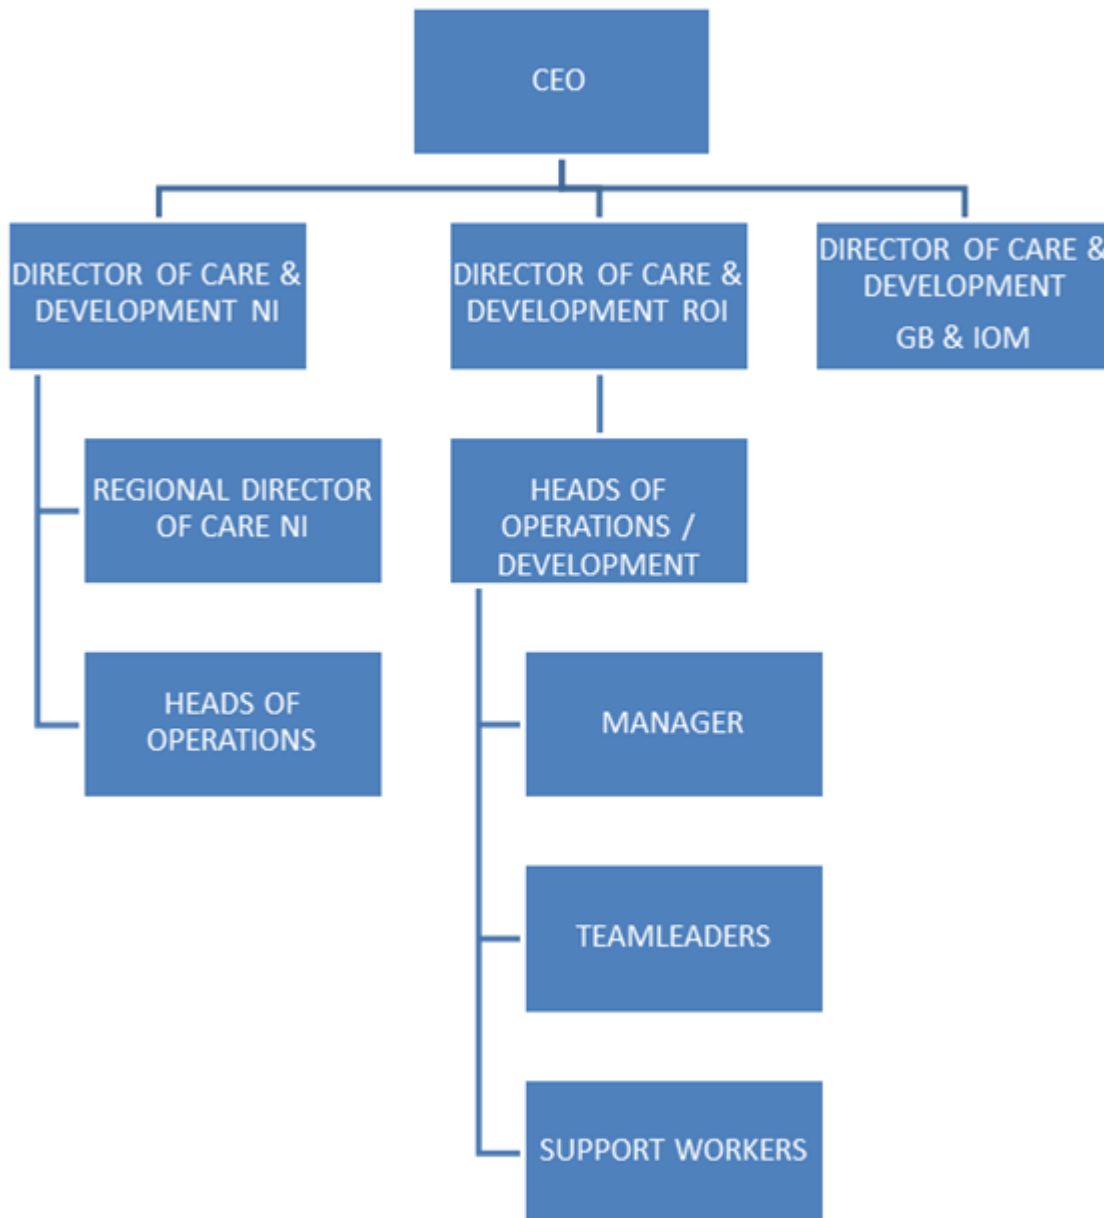 CEO
DIRECTOR OF CARE &
DEVELOPMENT NI
DIRECTOR OF CARE &
DEVELOPMENT ROI
DIRECTOR OF CARE &
DEVELOPMENT
GB & IOM
REGIONAL DIRECTOR
OF CARE NI
HEADS OF
OPERATIONS /
DEVELOPMENT
HEADS OF
OPERATIONS
MANAGER
TEAMLEADERS
SUPPORT WORKERS